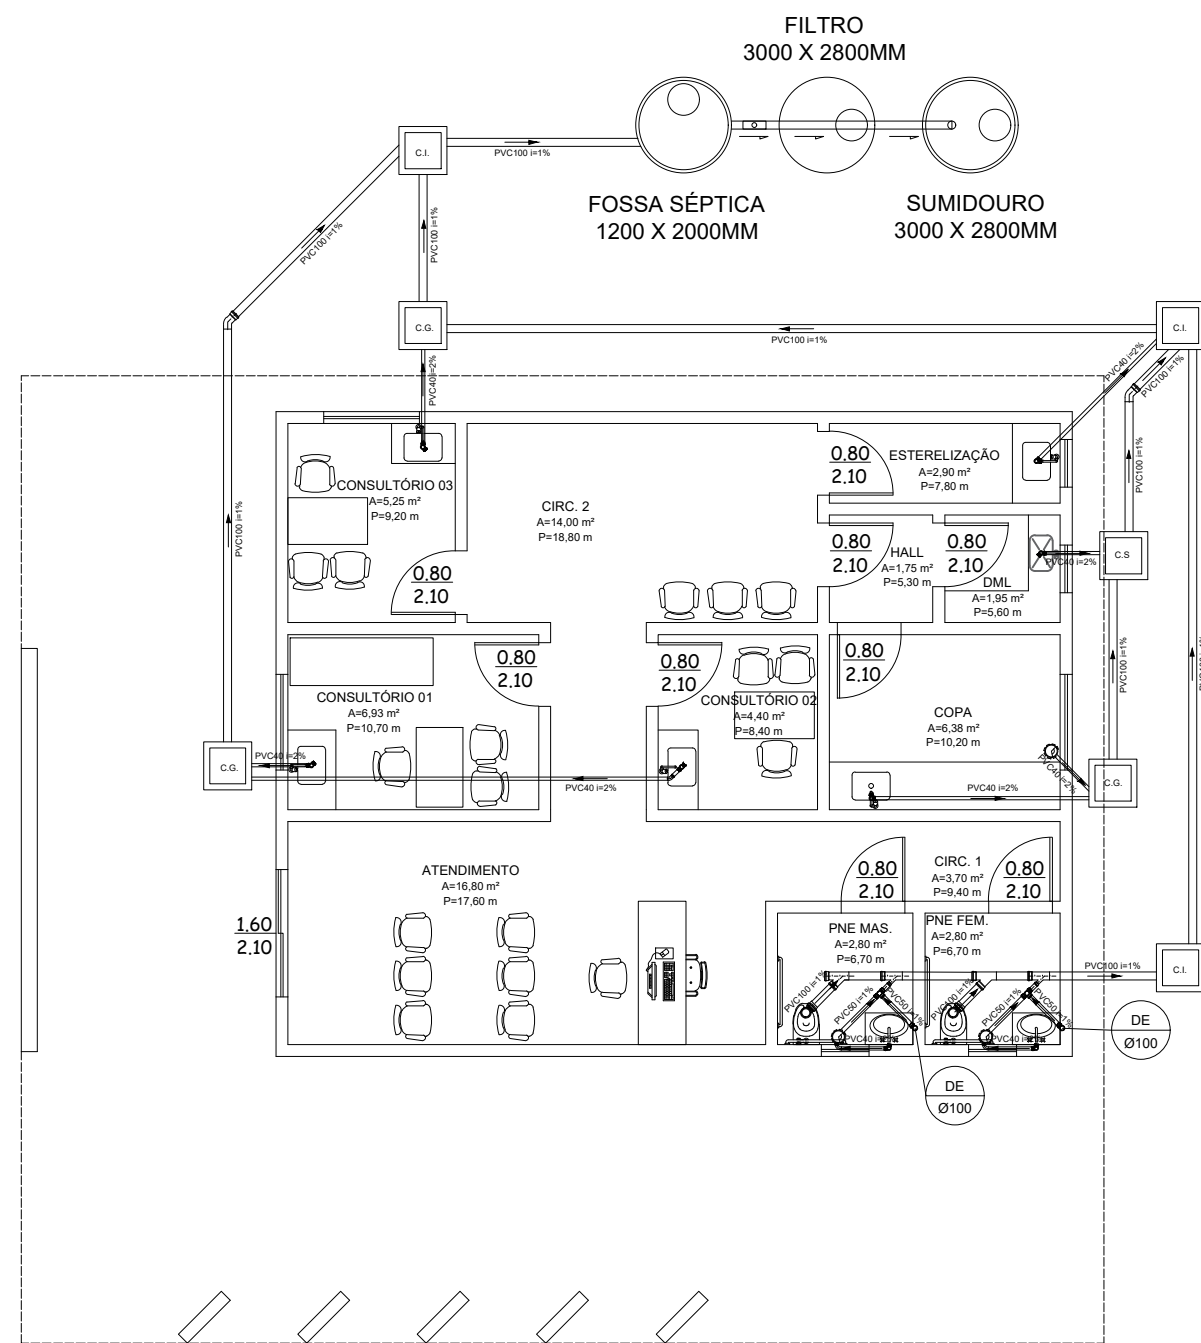 FILTRO
3000 X 2800MM
C.I.
PVC100 i=1%
FOSSA SÉPTICA
1200 X 2000MM
SUMIDOURO
3000 X 2800MM
PVC100 i=1%
PVC100 i=1%
C.G.
PVC100 i=1%
C.I.
PVC40 i=2%
PVC40 i=2%
PVC100 i=1%
CONSULTÓRIO 03
A=5,25 m²
P=9,20 m
CIRC. 2
A=14,00 m²
P=18,80 m
0.80
2.10
ESTERELIZAÇÃO
A=2,90 m²
P=7,80 m
PVC100 i=1%
PVC100 i=1%
0.80
2.10
0.80
2.10
HALL
A=1,75 m²
P=5,30 m
0.80
2.10
DML
A=1,95 m²
P=5,60 m
PVC40 i=2%
C.S
CONSULTÓRIO 01
A=6,93 m²
P=10,70 m
0.80
2.10
0.80
2.10
CONSULTÓRIO 02
A=4,40 m²
P=8,40 m
0.80
2.10
COPA
A=6,38 m²
P=10,20 m
PVC100 i=1%
C.G.
PVC40 i=2%
PVC40 i=2%
PVC40 i=2%
PVC40 i=2%
C.G.
ATENDIMENTO
A=16,80 m²
P=17,60 m
0.80
2.10
CIRC. 1
A=3,70 m²
P=9,40 m
0.80
2.10
1.60
2.10
PNE MAS.
A=2,80 m²
P=6,70 m
PNE FEM.
A=2,80 m²
P=6,70 m
PVC100 i=1%
C.I.
PVC100 i=1%
PVC50 i=1%
PVC50 i=1%
PVC40
PVC100 i=1%
PVC50 i=1%
PVC50 i=1%
PVC40
DE
Ø100
DE
Ø100